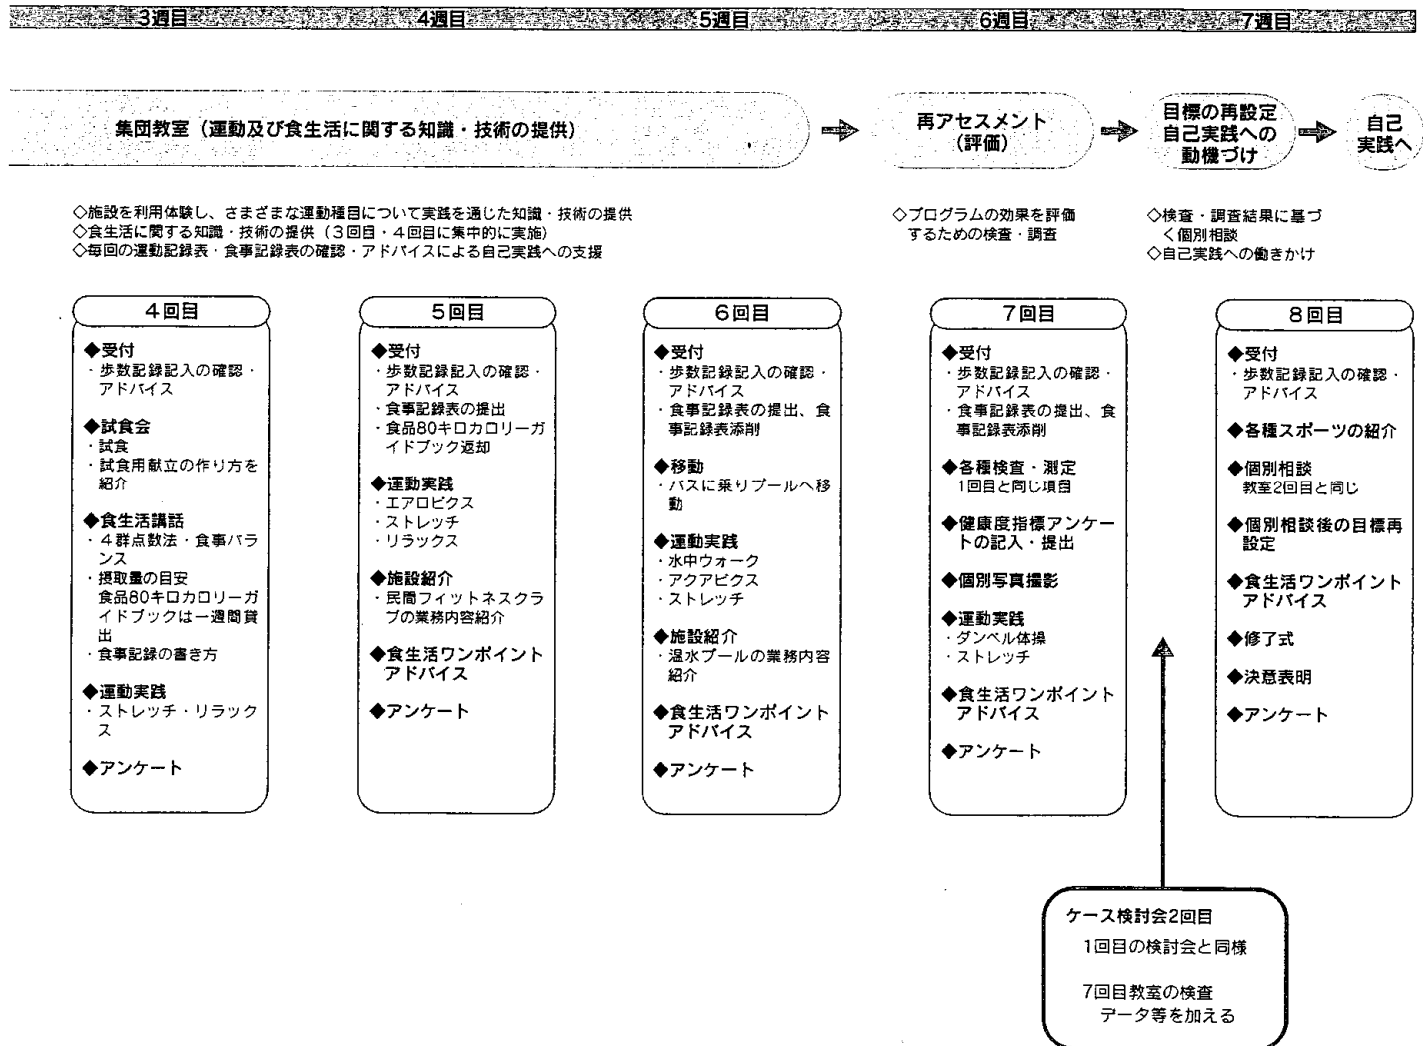 3週目
4週目
5週目
6週目
7週目
集団教室（運動及び食生活に関する知識・技術の提供）
再アセスメント
（評価）
目標の再設定
自己実践への
動機づけ
自己
実践へ
◇施設を利用体験し、さまざまな運動種目について実践を通じた知識・技術の提供
◇食生活に関する知識・技術の提供（3回目・4回目に集中的に実施）
◇毎回の運動記録表・食事記録表の確認・アドバイスによる自己実践への支援
◇プログラムの効果を評価
するための検査・調査
◇検査・調査結果に基づ
く個別相談
◇自己実践への働きかけ
4回目
◆受付
・歩数記録記入の確認・
アドバイス
◆試食会
・試食
・試食用献立の作り方を
紹介
◆食生活講話
・4群点数法・食事バラ
ンス
・摂取量の目安
食品80キロカロリーガ
イドブックは一週間貸
出
・食事記録の書き方
◆運動実践
・ストレッチ・リラック
ス
◆アンケート
5回目
◆受付
・歩数記録記入の確認・
アドバイス
・食事記録表の提出
・食品80キロカロリーガ
イドブック返却
◆運動実践
・エアロビクス
・ストレッチ
・リラックス
◆施設紹介
・民間フィットネスクラ
ブの業務内容紹介
◆食生活ワンポイント
アドバイス
◆アンケート
6回目
◆受付
・歩数記録記入の確認・
アドバイス
・食事記録表の提出、食
事記録表添削
◆移動
・バスに乗りプールへ移
動
◆運動実践
・水中ウォーク
・アクアビクス
・ストレッチ
◆施設紹介
・温水プールの業務内容
紹介
◆食生活ワンポイント
アドバイス
◆アンケート
7回目
◆受付
・歩数記録記入の確認・
アドバイス
・食事記録表の提出、食
事記録表添削
◆各種検査・測定
1回目と同じ項目
◆健康度指標アンケー
トの記入・提出
◆個別写真撮影
◆運動実践
・ダンベル体操
・ストレッチ
◆食生活ワンポイント
アドバイス
◆アンケート
8回目
◆受付
・歩数記録記入の確認・
アドバイス
◆各種スポーツの紹介
◆個別相談
教室2回目と同じ
◆個別相談後の目標再
設定
◆食生活ワンポイント
アドバイス
◆修了式
◆決意表明
◆アンケート
ケース検討会2回目
1回目の検討会と同様
7回目教室の検査
データ等を加える